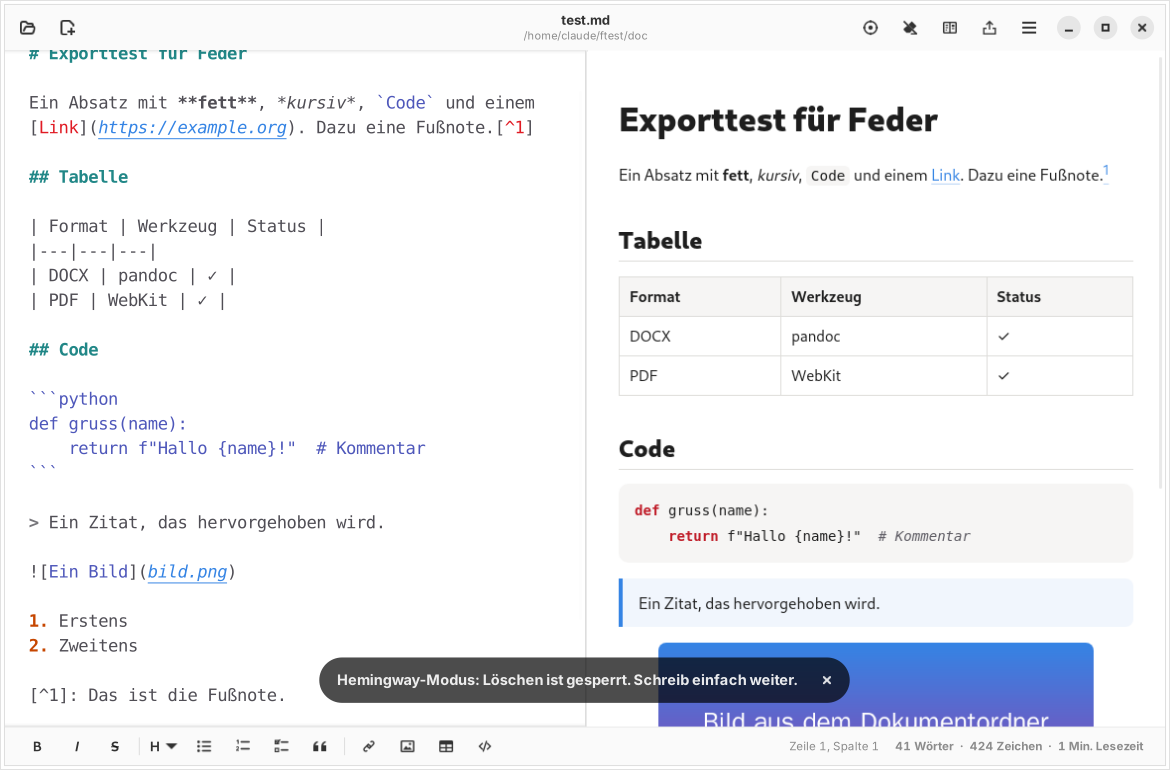 test.md
/home/claude/ftest/doc
# Exporttest für Feder
Ein Absatz mit **fett**, *kursiv*, `Code` und einem
[Link](https://example.org). Dazu eine Fußnote.[^1]
## Tabelle
| Format | Werkzeug | Status |
|---|---|---|
| DOCX | pandoc | ✓ |
| PDF | WebKit | ✓ |
## Code
```python
def gruss(name):
    return f"Hallo {name}!"  # Kommentar
```
> Ein Zitat, das hervorgehoben wird.
![Ein Bild](bild.png)
1. Erstens
2. Zweitens
[^1]: Das ist die Fußnote.
Exporttest für Feder
Ein Absatz mit fett, kursiv, Code und einem Link. Dazu eine Fußnote.1
Tabelle
Format Werkzeug Status
DOCX pandoc ✓
PDF WebKit ✓
Code
def gruss(name):
    return f"Hallo {name}!"  # Kommentar
Ein Zitat, das hervorgehoben wird.
Bild aus dem Dokumentordner
Hemingway-Modus: Löschen ist gesperrt. Schreib einfach weiter.
B I S H
Zeile 1, Spalte 1 41 Wörter · 424 Zeichen · 1 Min. Lesezeit